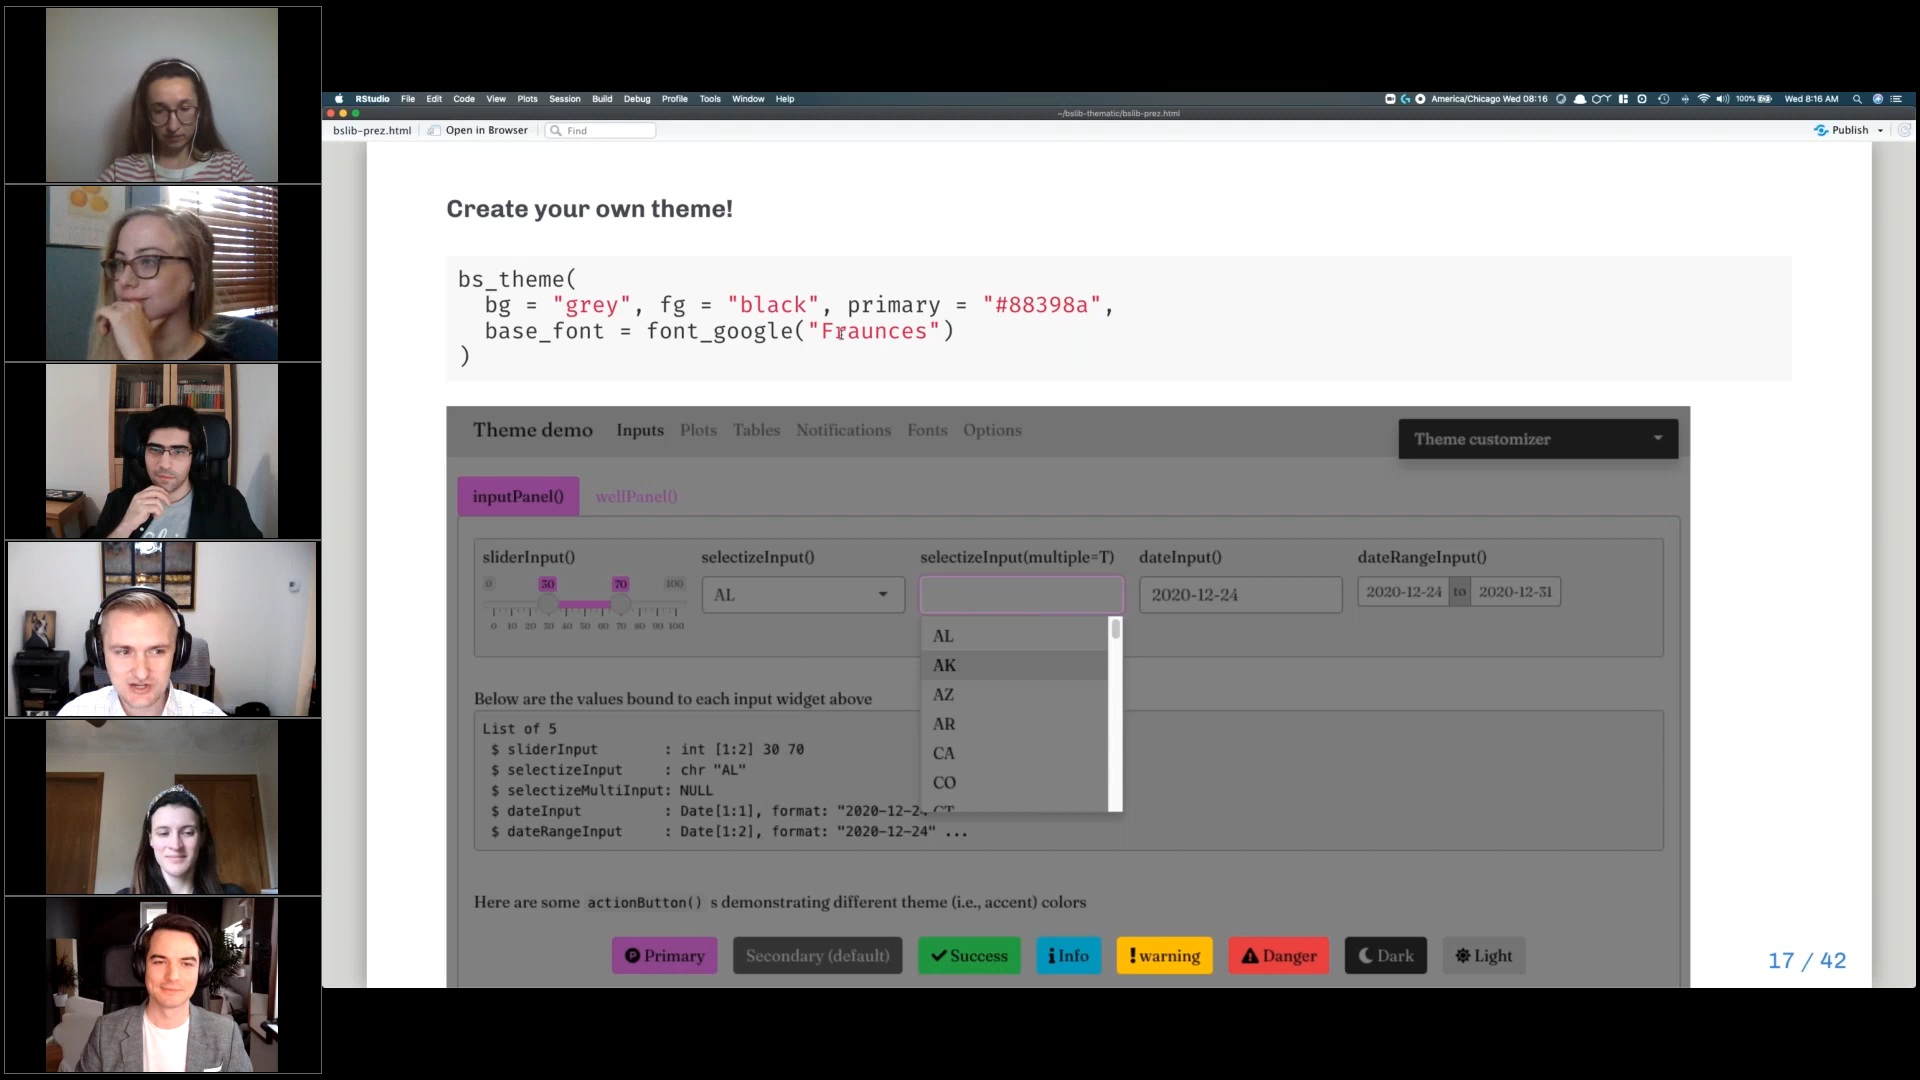 RStudio File Edit Code View Plots Session Build Debug Profile Tools Window Help America/Chicago Wed 08:16 100% Wed 8:16 AM
~/bslib-thematic/bslib-prez.html
bslib-prez.html Open in Browser Find Publish
Create your own theme!
bs_theme(
bg = "grey", fg = "black", primary = "#88398a",
base_font = font_google("Fraunces")
)
Theme demo Inputs Plots Tables Notifications Fonts Options Theme customizer
inputPanel() wellPanel()
sliderInput() selectizeInput() selectizeInput(multiple=T) dateInput() dateRangeInput()
0 30 70 100
AL 2020-12-24 2020-12-24 to 2020-12-31
0 10 20 30 40 50 60 70 80 90 100
AL
AK
AZ
AR
CA
CO
CT
Below are the values bound to each input widget above
List of 5
$ sliderInput : int [1:2] 30 70
$ selectizeInput : chr "AL"
$ selectizeMultiInput: NULL
$ dateInput : Date[1:1], format: "2020-12-24
$ dateRangeInput : Date[1:2], format: "2020-12-24" ...
Here are some actionButton() s demonstrating different theme (i.e., accent) colors
Primary Secondary (default) Success Info warning Danger Dark Light
17 / 42